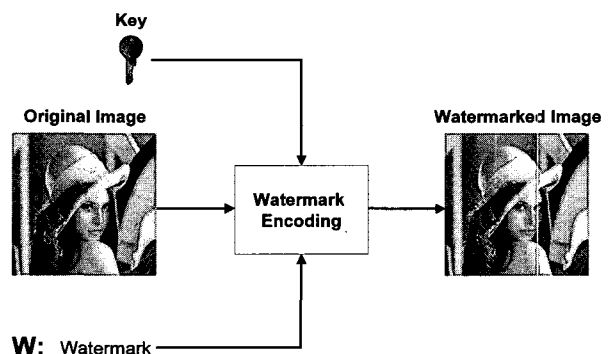 Key
Original Image
Watermarked Image
Watermark
Encoding
W: Watermark